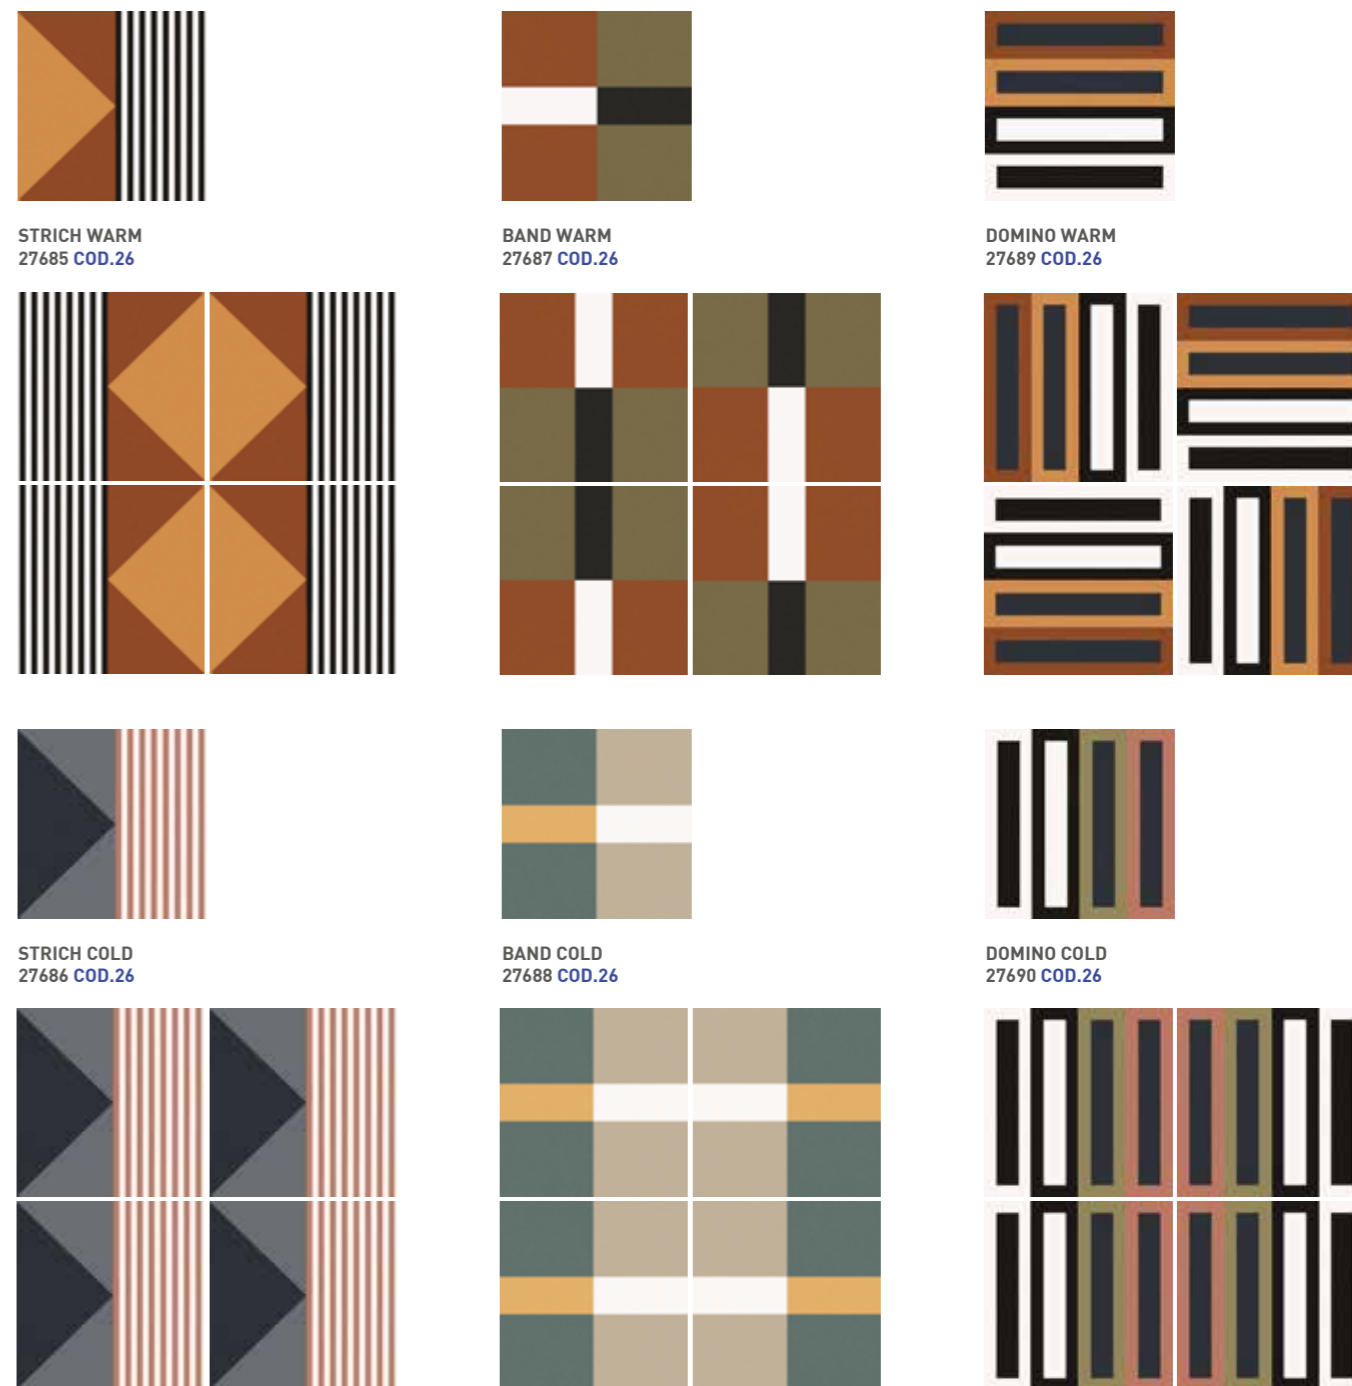 STRICH WARM
27685 COD.26
BAND WARM
27687 COD.26
DOMINO WARM
27689 COD.26
STRICH COLD
27686 COD.26
BAND COLD
27688 COD.26
DOMINO COLD
27690 COD.26